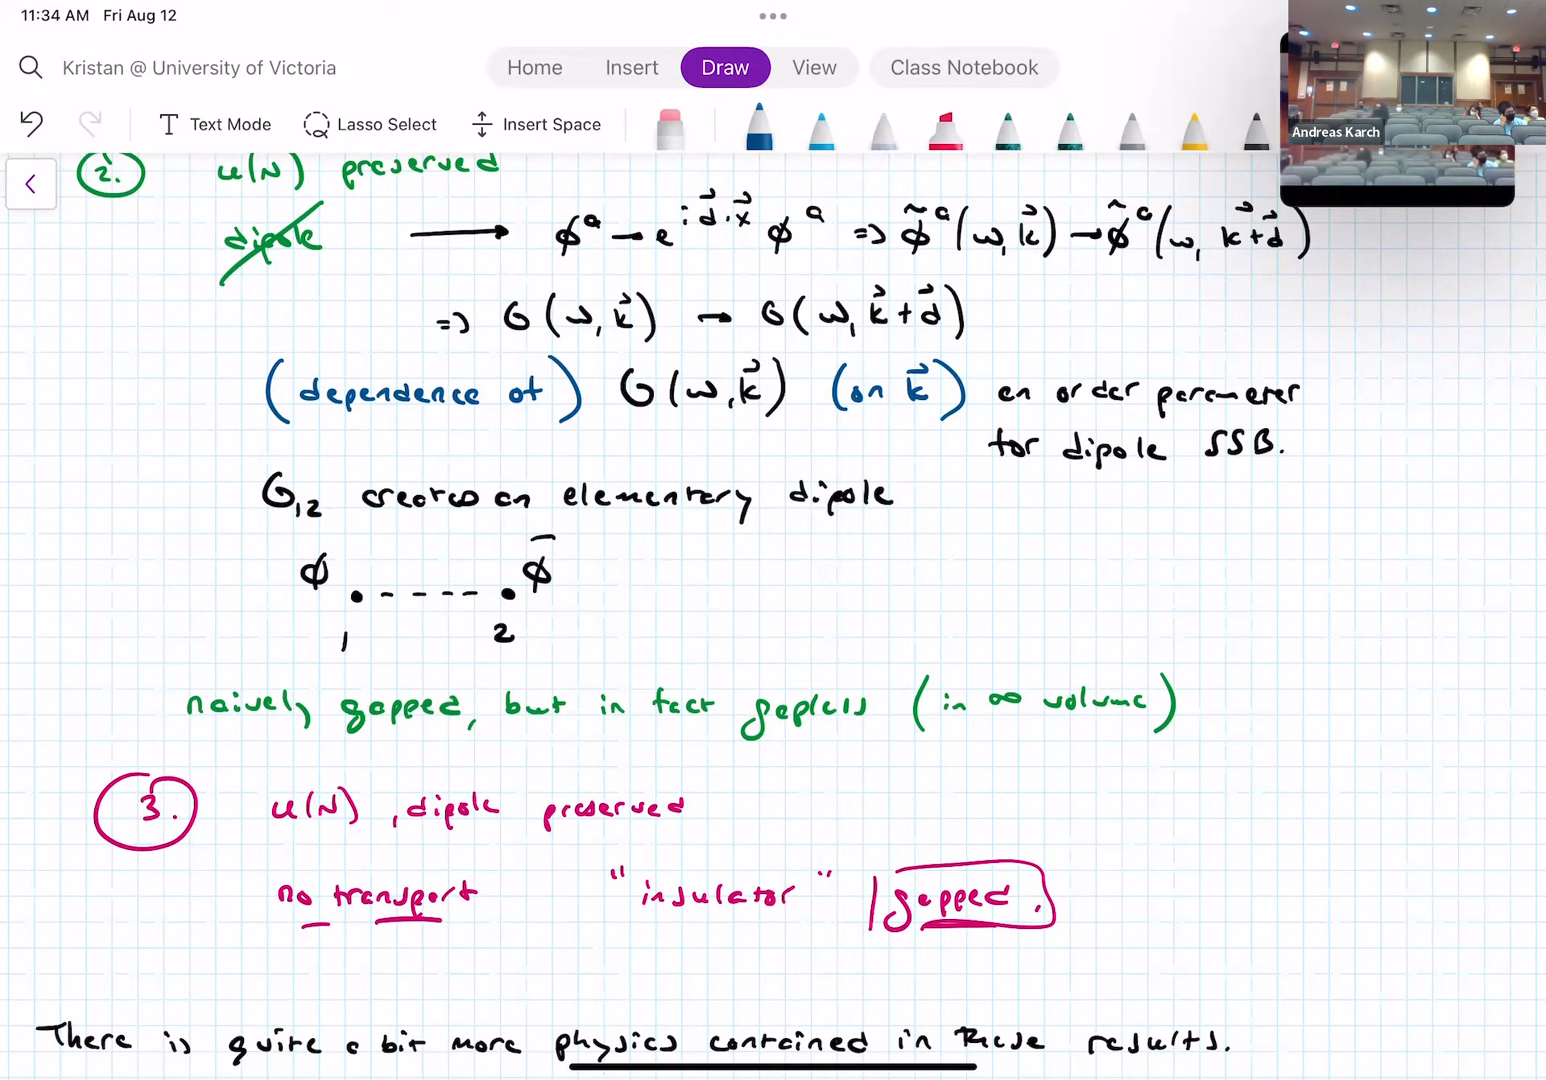 11:34 AM Fri Aug 12
Kristan @ University of Victoria
Home Insert Draw View Class Notebook
Text Mode Lasso Select Insert Space
Andreas Karch
2. U(N) preserved
dipole → ϕᵃ → e^{i d⃗·x⃗} ϕᵃ => ϕ̃ᵃ(ω, k⃗) → ϕ̃ᵃ(ω, k⃗+d⃗)
=> G(ω, k⃗) → G(ω, k⃗+d⃗)
(dependence of) G(ω, k⃗) (on k⃗) an order parameter
for dipole SSB.
G₁₂ creates an elementary dipole
ϕ ϕ̄
1 2
naively gapped, but in fact gapless (in ∞ volume)
3. U(N), dipole preserved
no transport "insulator" gapped.
There is quite a bit more physics contained in these results.